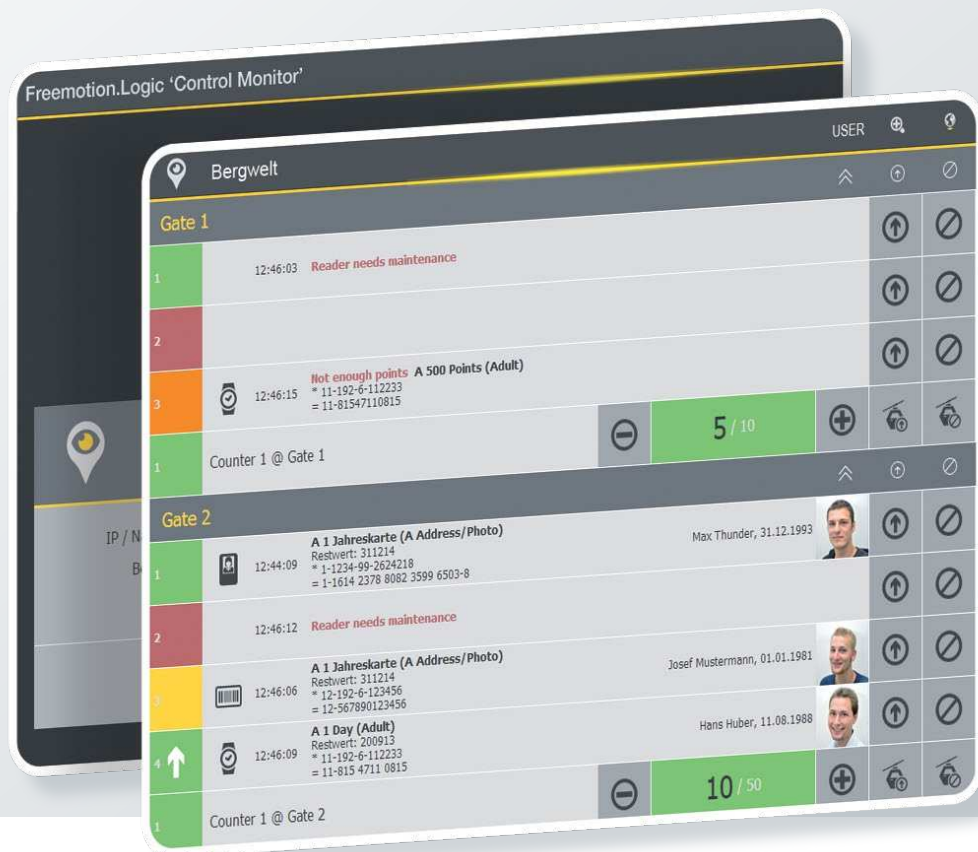 Freemotion.Logic ‘Control Monitor’
Bergwelt
USER
Gate 1
1 12:46:03 Reader needs maintenance
2
3 12:46:15 Not enough points A 500 Points (Adult)
* 11-192-6-112233
= 11-81547110815
1 Counter 1 @ Gate 1 5 / 10
Gate 2
1 12:44:09 A 1 Jahreskarte (A Address/Photo)
Restwert: 311214
* 1-1234-99-2624218
= 1-1614 2378 8082 3599 6503-8
Max Thunder, 31.12.1993
2 12:46:12 Reader needs maintenance
3 12:46:06 A 1 Jahreskarte (A Address/Photo)
Restwert: 311214
* 12-192-6-123456
= 12-567890123456
Josef Mustermann, 01.01.1981
4 12:46:09 A 1 Day (Adult)
Restwert: 200913
* 11-192-6-112233
= 11-815 4711 0815
Hans Huber, 11.08.1988
1 Counter 1 @ Gate 2 10 / 50
IP / N